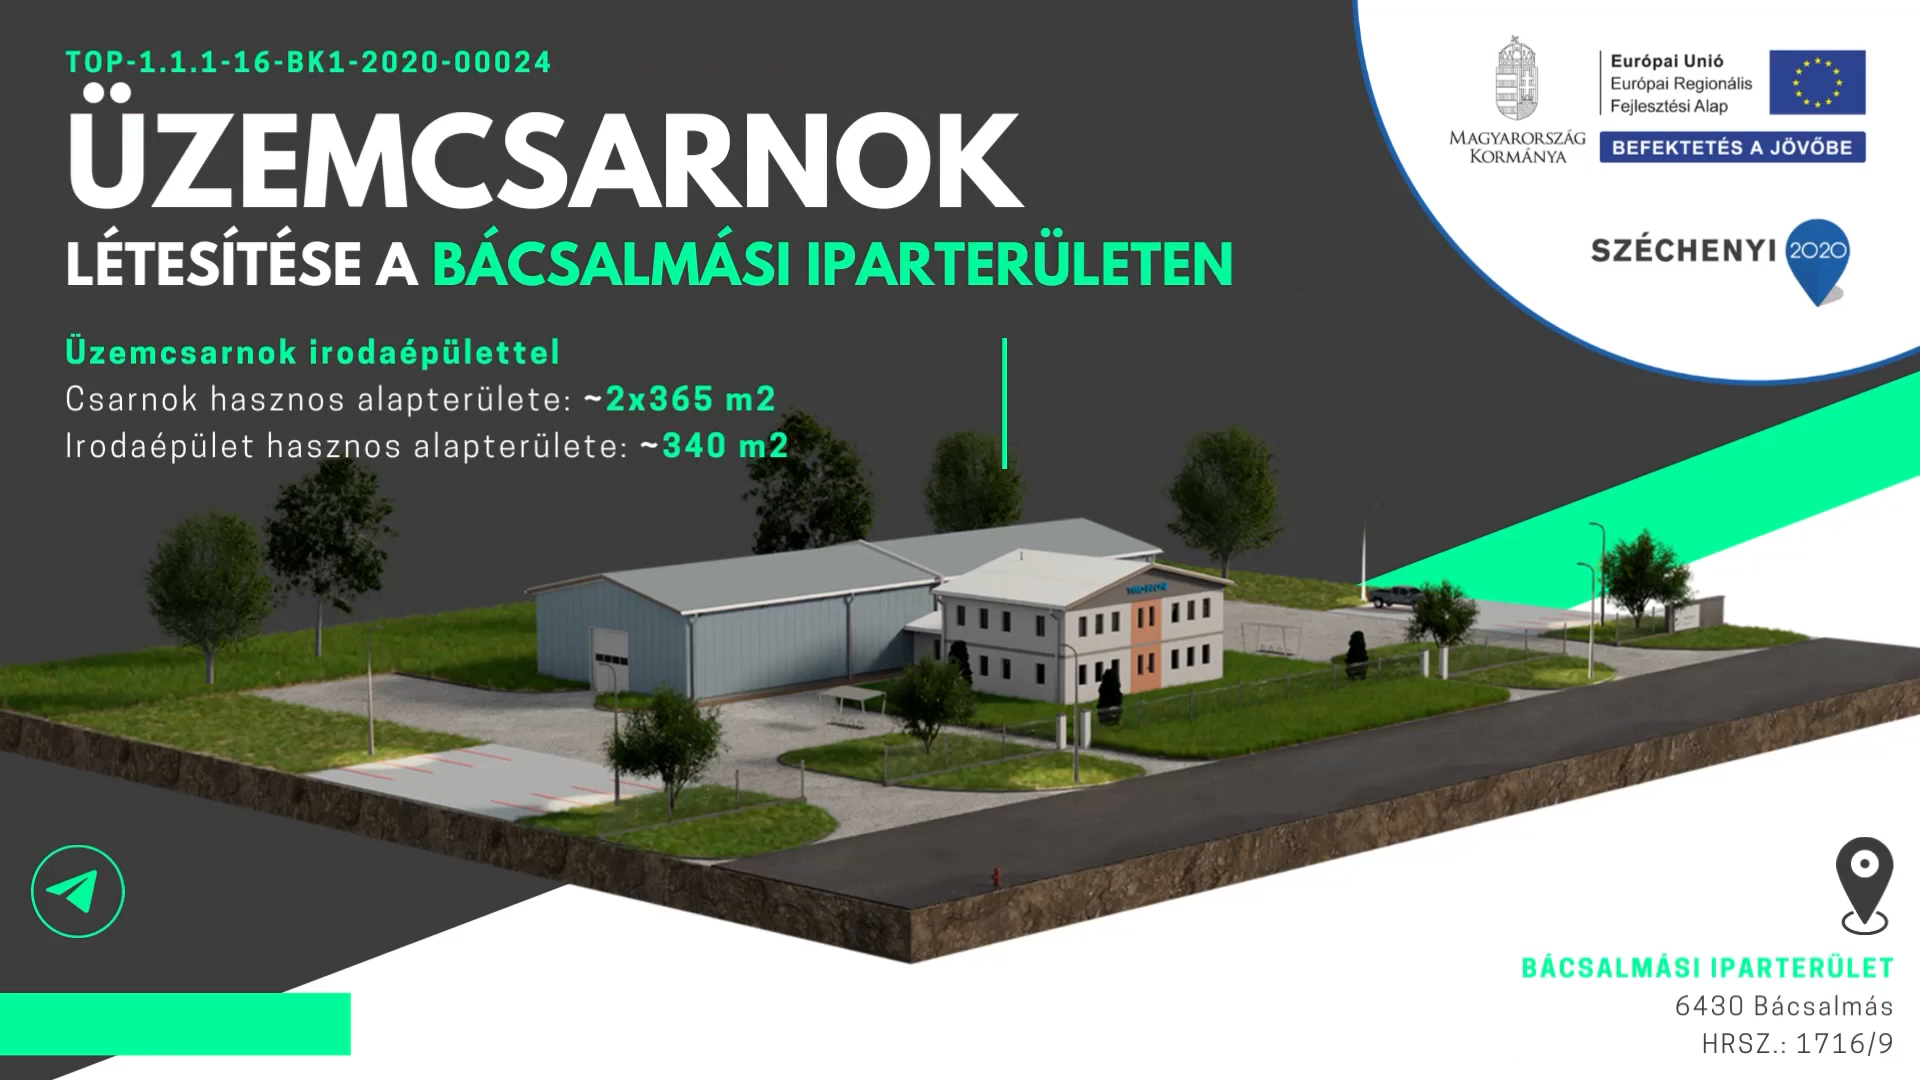 TOP-1.1.1-16-BK1-2020-00024
ÜZEMCSARNOK
LÉTESÍTÉSE A BÁCSALMÁSI IPARTERÜLETEN
Üzemcsarnok irodaépülettel
Csarnok hasznos alapterülete: ~2x365 m2
Irodaépület hasznos alapterülete: ~340 m2
MAGYARORSZÁG
KORMÁNYA
Európai Unió
Európai Regionális
Fejlesztési Alap
BEFEKTETÉS A JÖVŐBE
SZÉCHENYI 2020
BÁCSALMÁSI IPARTERÜLET
6430 Bácsalmás
HRSZ.: 1716/9